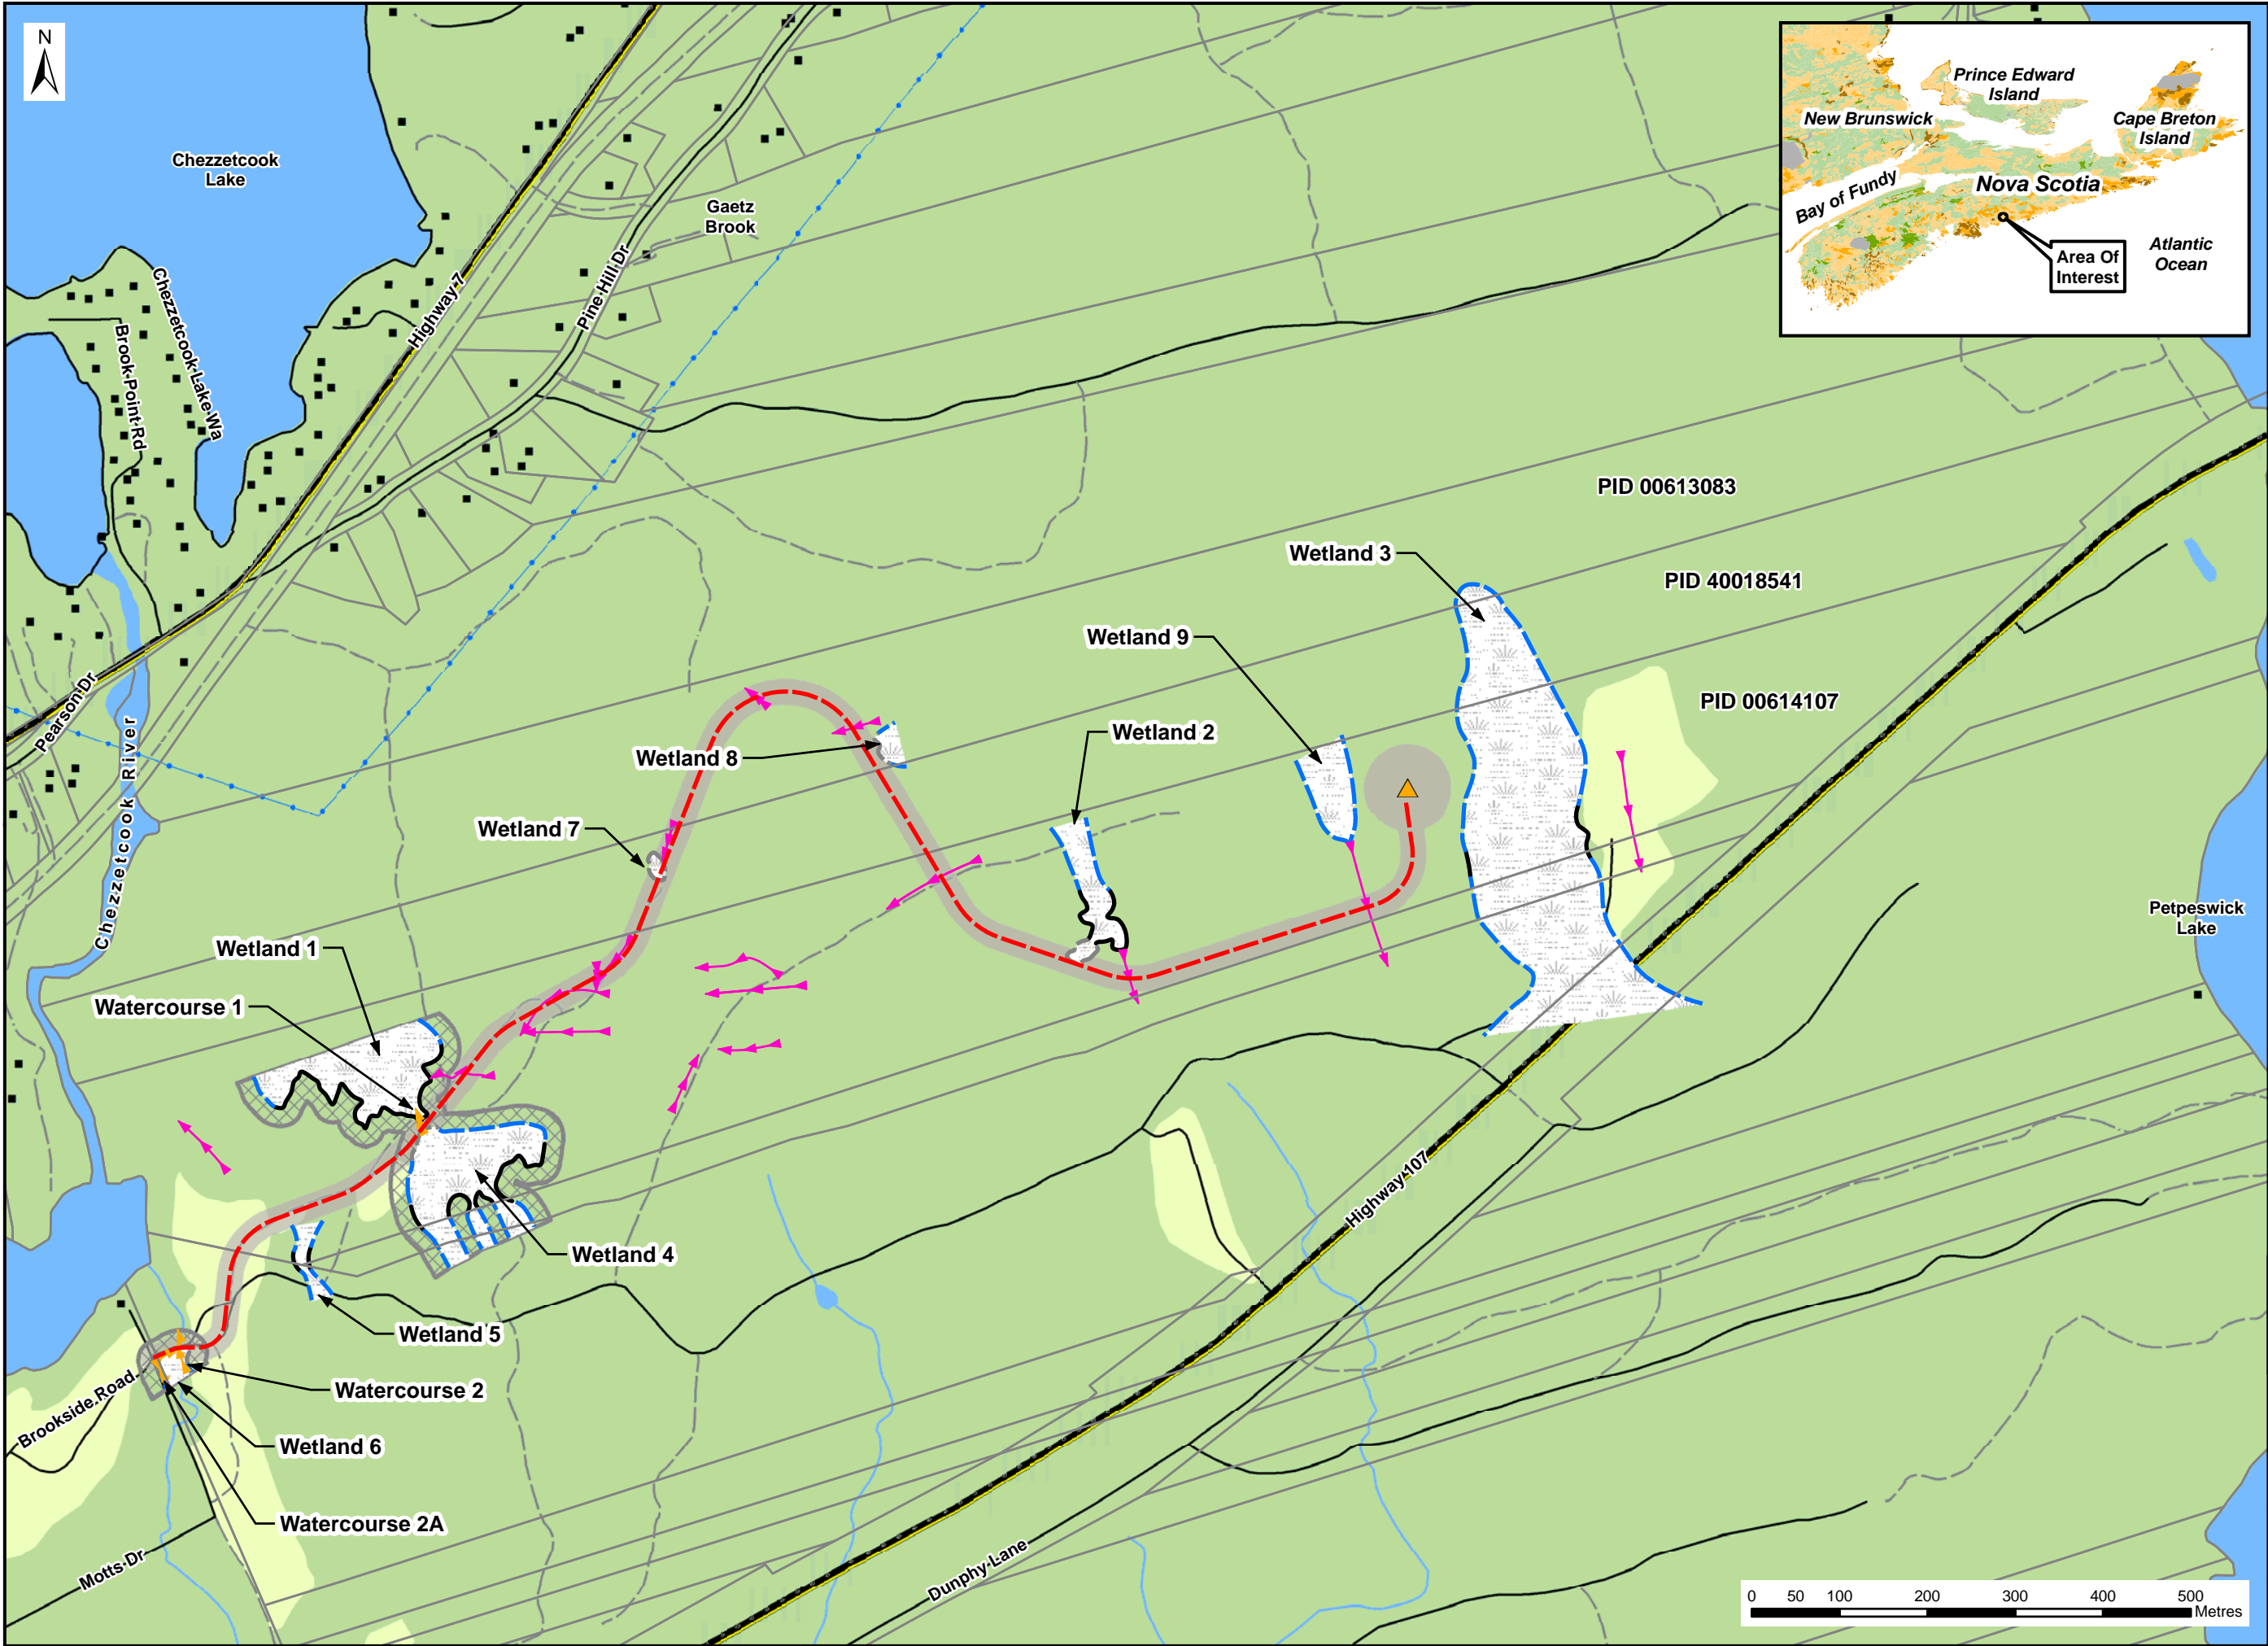 N
Prince Edward
Island
New Brunswick
Cape Breton
Island
Bay of Fundy
Nova Scotia
Area Of
Interest
Atlantic
Ocean
Chezzetcook
Lake
Gaetz
Brook
Highway 7
Pine Hill Dr
Chezzetcook Lake Wa
Brook Point Rd
PID 00613083
Wetland 3
PID 40018541
Wetland 9
Pearson Dr
PID 00614107
Wetland 2
Wetland 8
Chezzetcook River
Wetland 7
Petpeswick
Lake
Wetland 1
Watercourse 1
Highway 107
Wetland 4
Wetland 5
Watercourse 2
Brookside Road
Wetland 6
Watercourse 2A
Motts Dr
Dunphy Lane
0 50 100 200 300 400 500
Metres